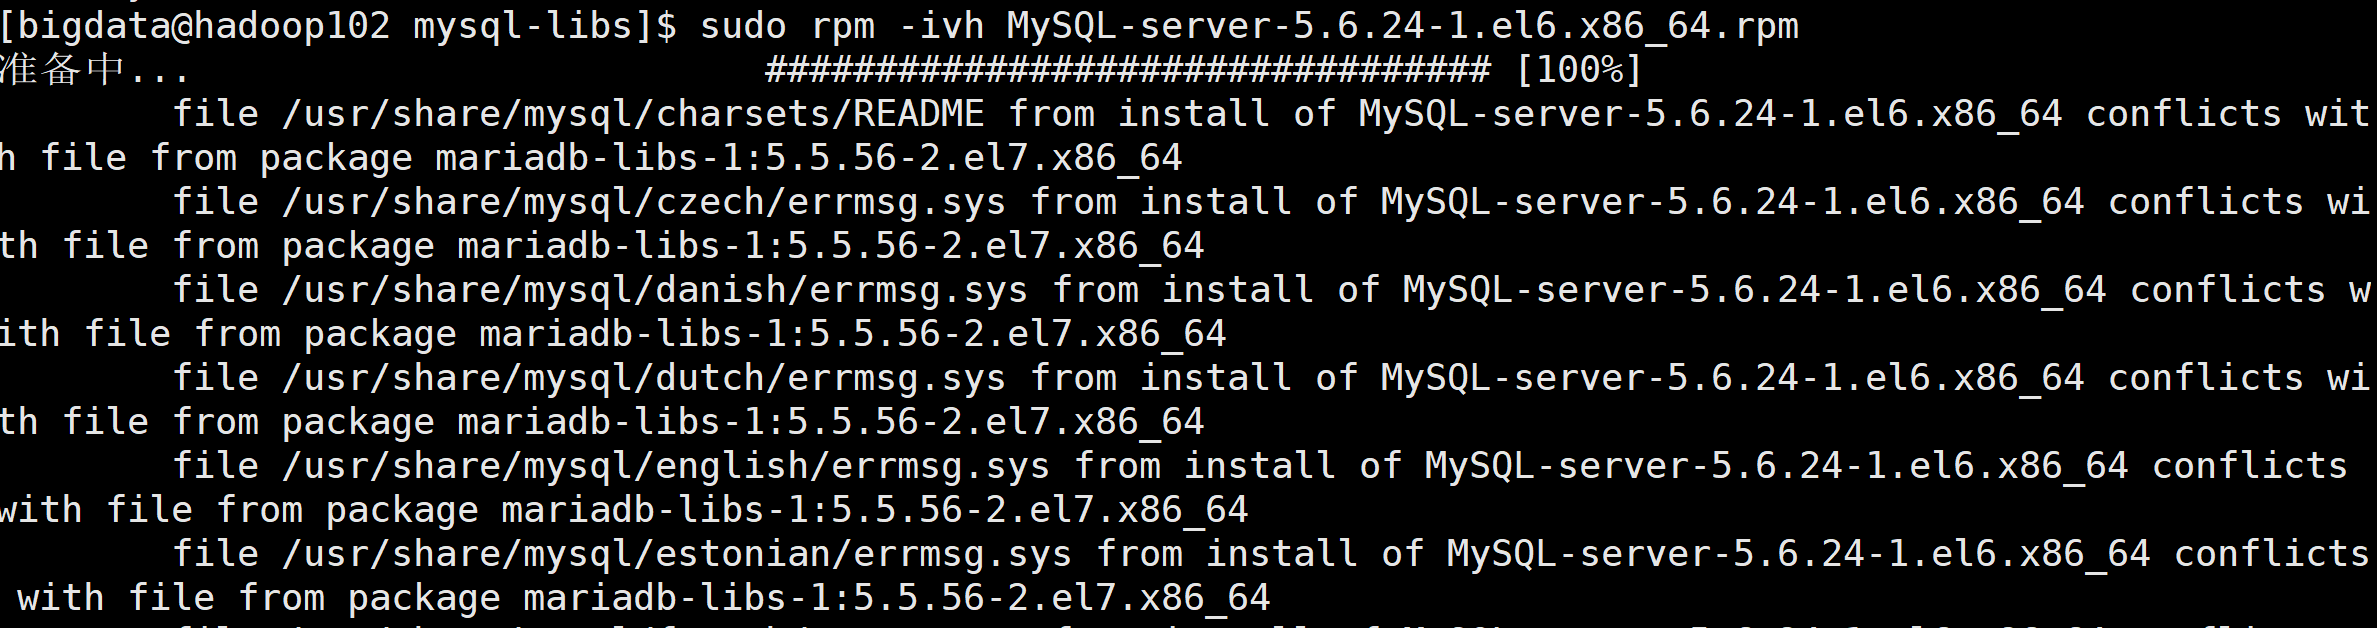 [bigdata@hadoop102 mysql-libs]$ sudo rpm -ivh MySQL-server-5.6.24-1.el6.x86_64.rpm
准备中... ################################# [100%]
file /usr/share/mysql/charsets/README from install of MySQL-server-5.6.24-1.el6.x86_64 conflicts wit
h file from package mariadb-libs-1:5.5.56-2.el7.x86_64
file /usr/share/mysql/czech/errmsg.sys from install of MySQL-server-5.6.24-1.el6.x86_64 conflicts wi
th file from package mariadb-libs-1:5.5.56-2.el7.x86_64
file /usr/share/mysql/danish/errmsg.sys from install of MySQL-server-5.6.24-1.el6.x86_64 conflicts w
ith file from package mariadb-libs-1:5.5.56-2.el7.x86_64
file /usr/share/mysql/dutch/errmsg.sys from install of MySQL-server-5.6.24-1.el6.x86_64 conflicts wi
th file from package mariadb-libs-1:5.5.56-2.el7.x86_64
file /usr/share/mysql/english/errmsg.sys from install of MySQL-server-5.6.24-1.el6.x86_64 conflicts
with file from package mariadb-libs-1:5.5.56-2.el7.x86_64
file /usr/share/mysql/estonian/errmsg.sys from install of MySQL-server-5.6.24-1.el6.x86_64 conflicts
with file from package mariadb-libs-1:5.5.56-2.el7.x86_64